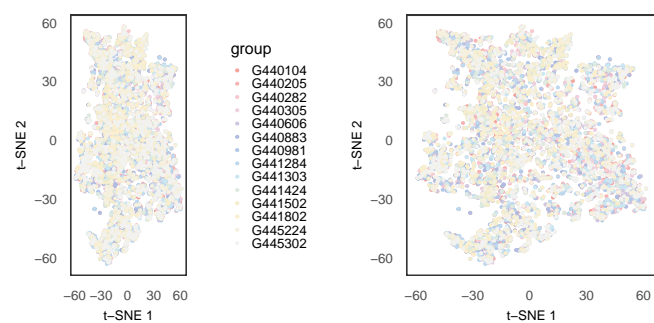 60
30
0
−30
−60
t−SNE 2
−60 −30 0 30 60
t−SNE 1
group
G440104
G440205
G440282
G440305
G440606
G440883
G440981
G441284
G441303
G441424
G441502
G441802
G445224
G445302
60
30
0
−30
−60
t−SNE 2
−60 −30 0 30 60
t−SNE 1